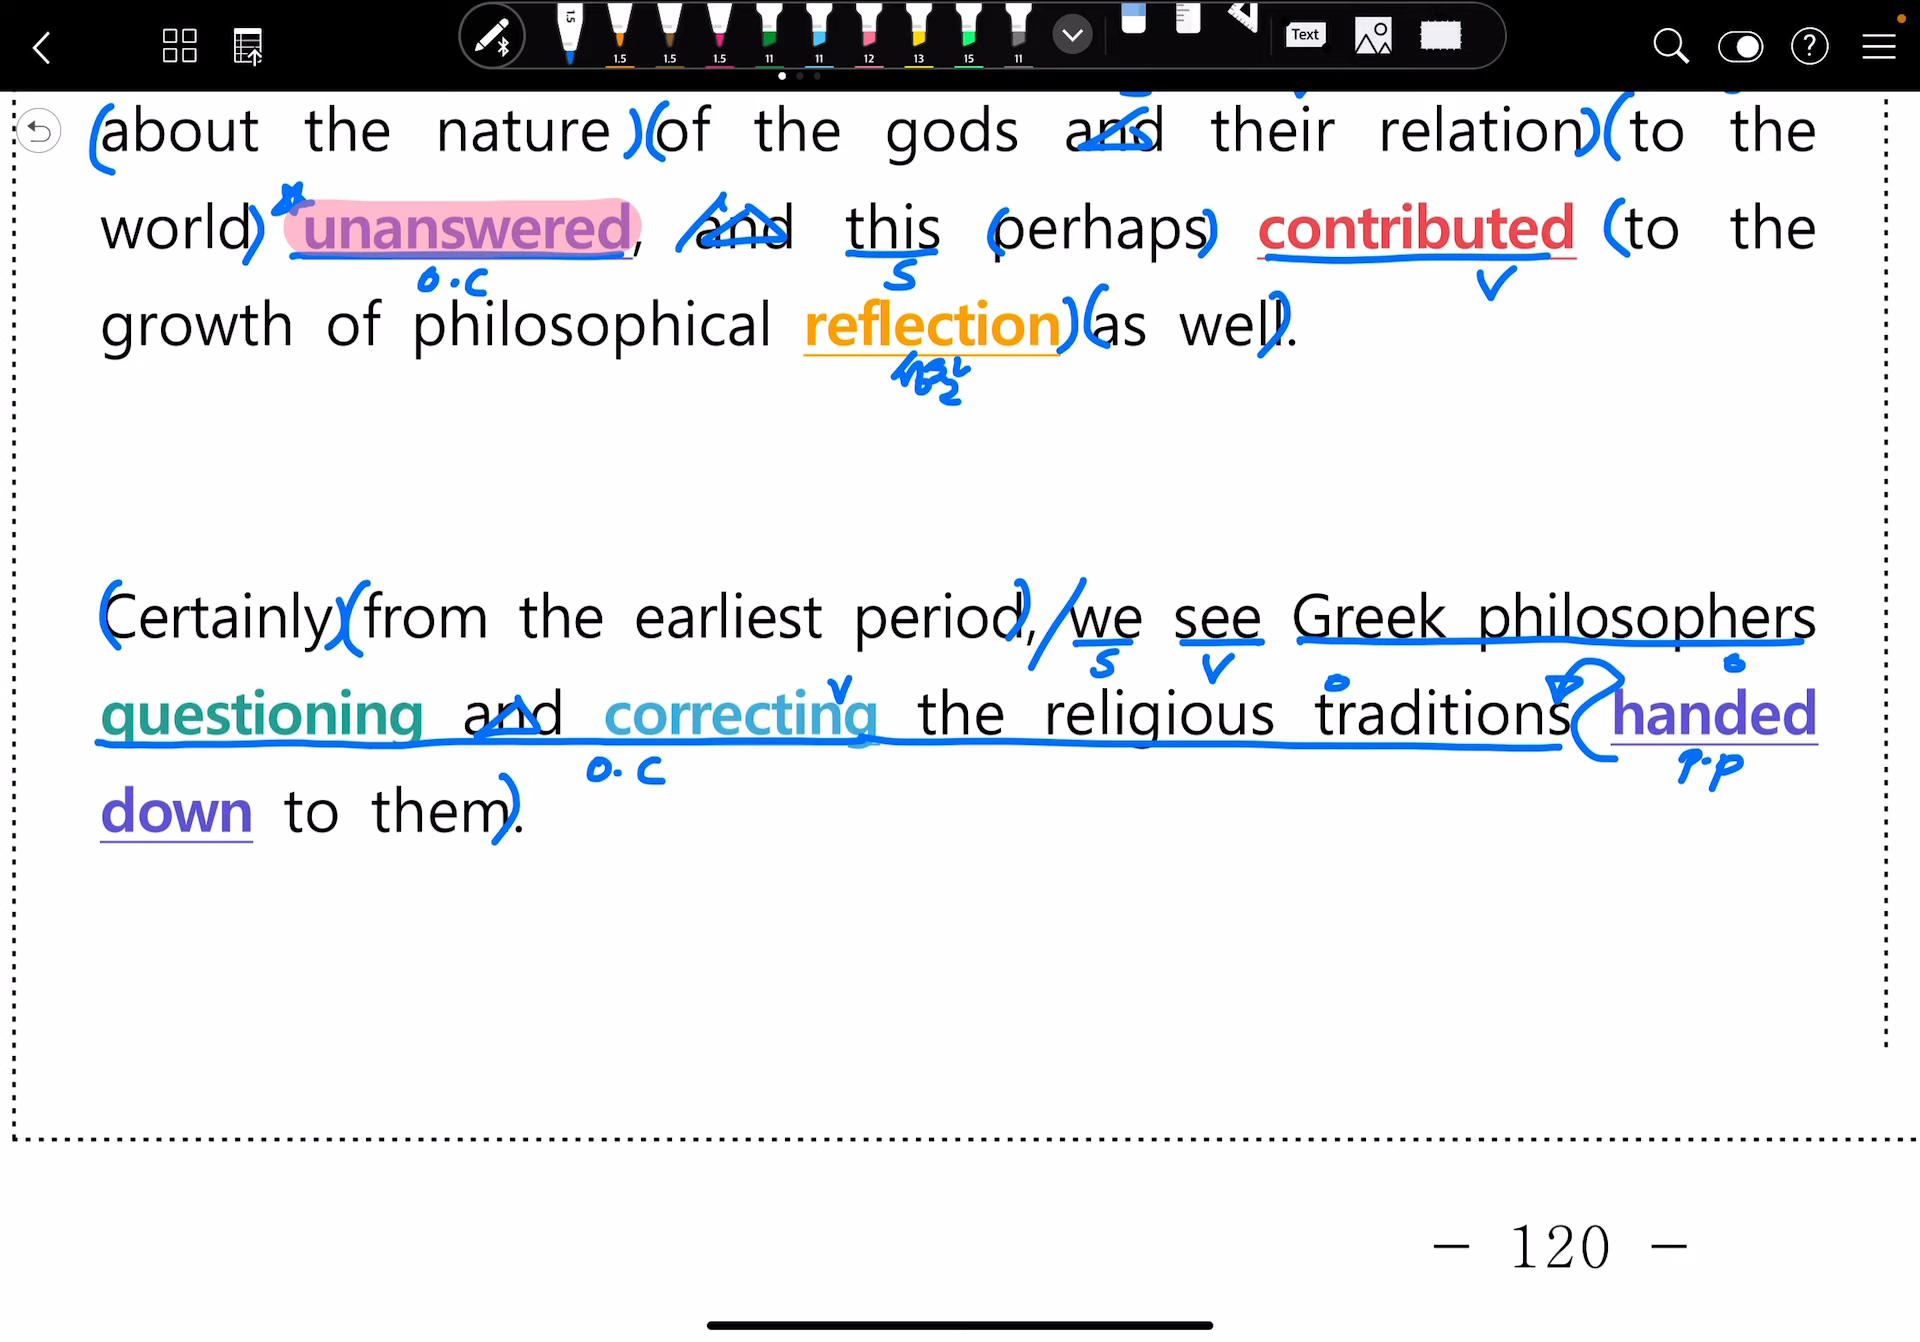 1.5 1.5 1.5 1.5 11 11 12 13 15 11 Text ?
about the nature of the gods and their relation to the
world unanswered, and this perhaps contributed to the
o.c S V
growth of philosophical reflection as well.
Certainly from the earliest period, we see Greek philosophers
S V o
V o
questioning and correcting the religious traditions handed
o.c p.p
down to them.
- 120 -